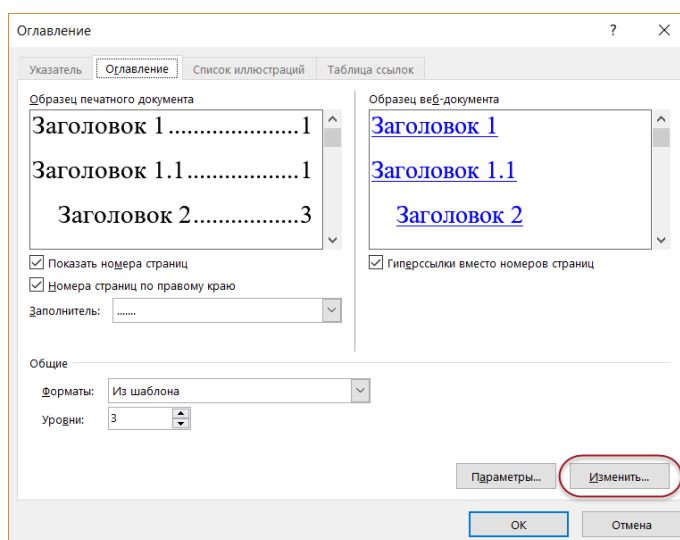 Оглавление ? ×
Указатель Оглавление Список иллюстраций Таблица ссылок
Образец печатного документа
Заголовок 1.....................1
Заголовок 1.1..................1
Заголовок 2.................3
Образец веб-документа
Заголовок 1
Заголовок 1.1
Заголовок 2
Показать номера страниц
Номера страниц по правому краю
Заполнитель: .......
Гиперссылки вместо номеров страниц
Общие
Форматы: Из шаблона
Уровни: 3
Параметры... Изменить...
ОК Отмена